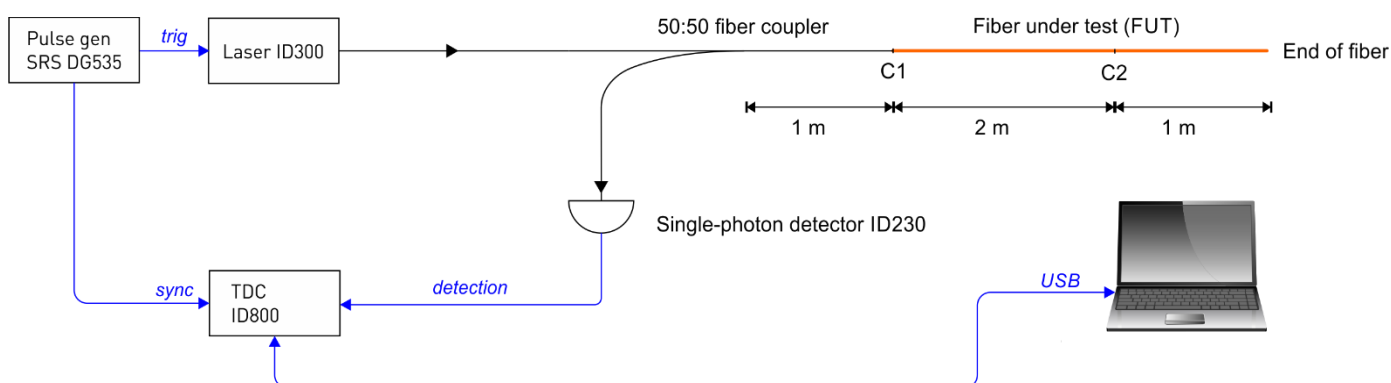 Pulse gen
SRS DG535
trig
Laser ID300
50:50 fiber coupler
Fiber under test (FUT)
End of fiber
C1
C2
1 m
2 m
1 m
Single-photon detector ID230
sync
TDC
ID800
detection
USB